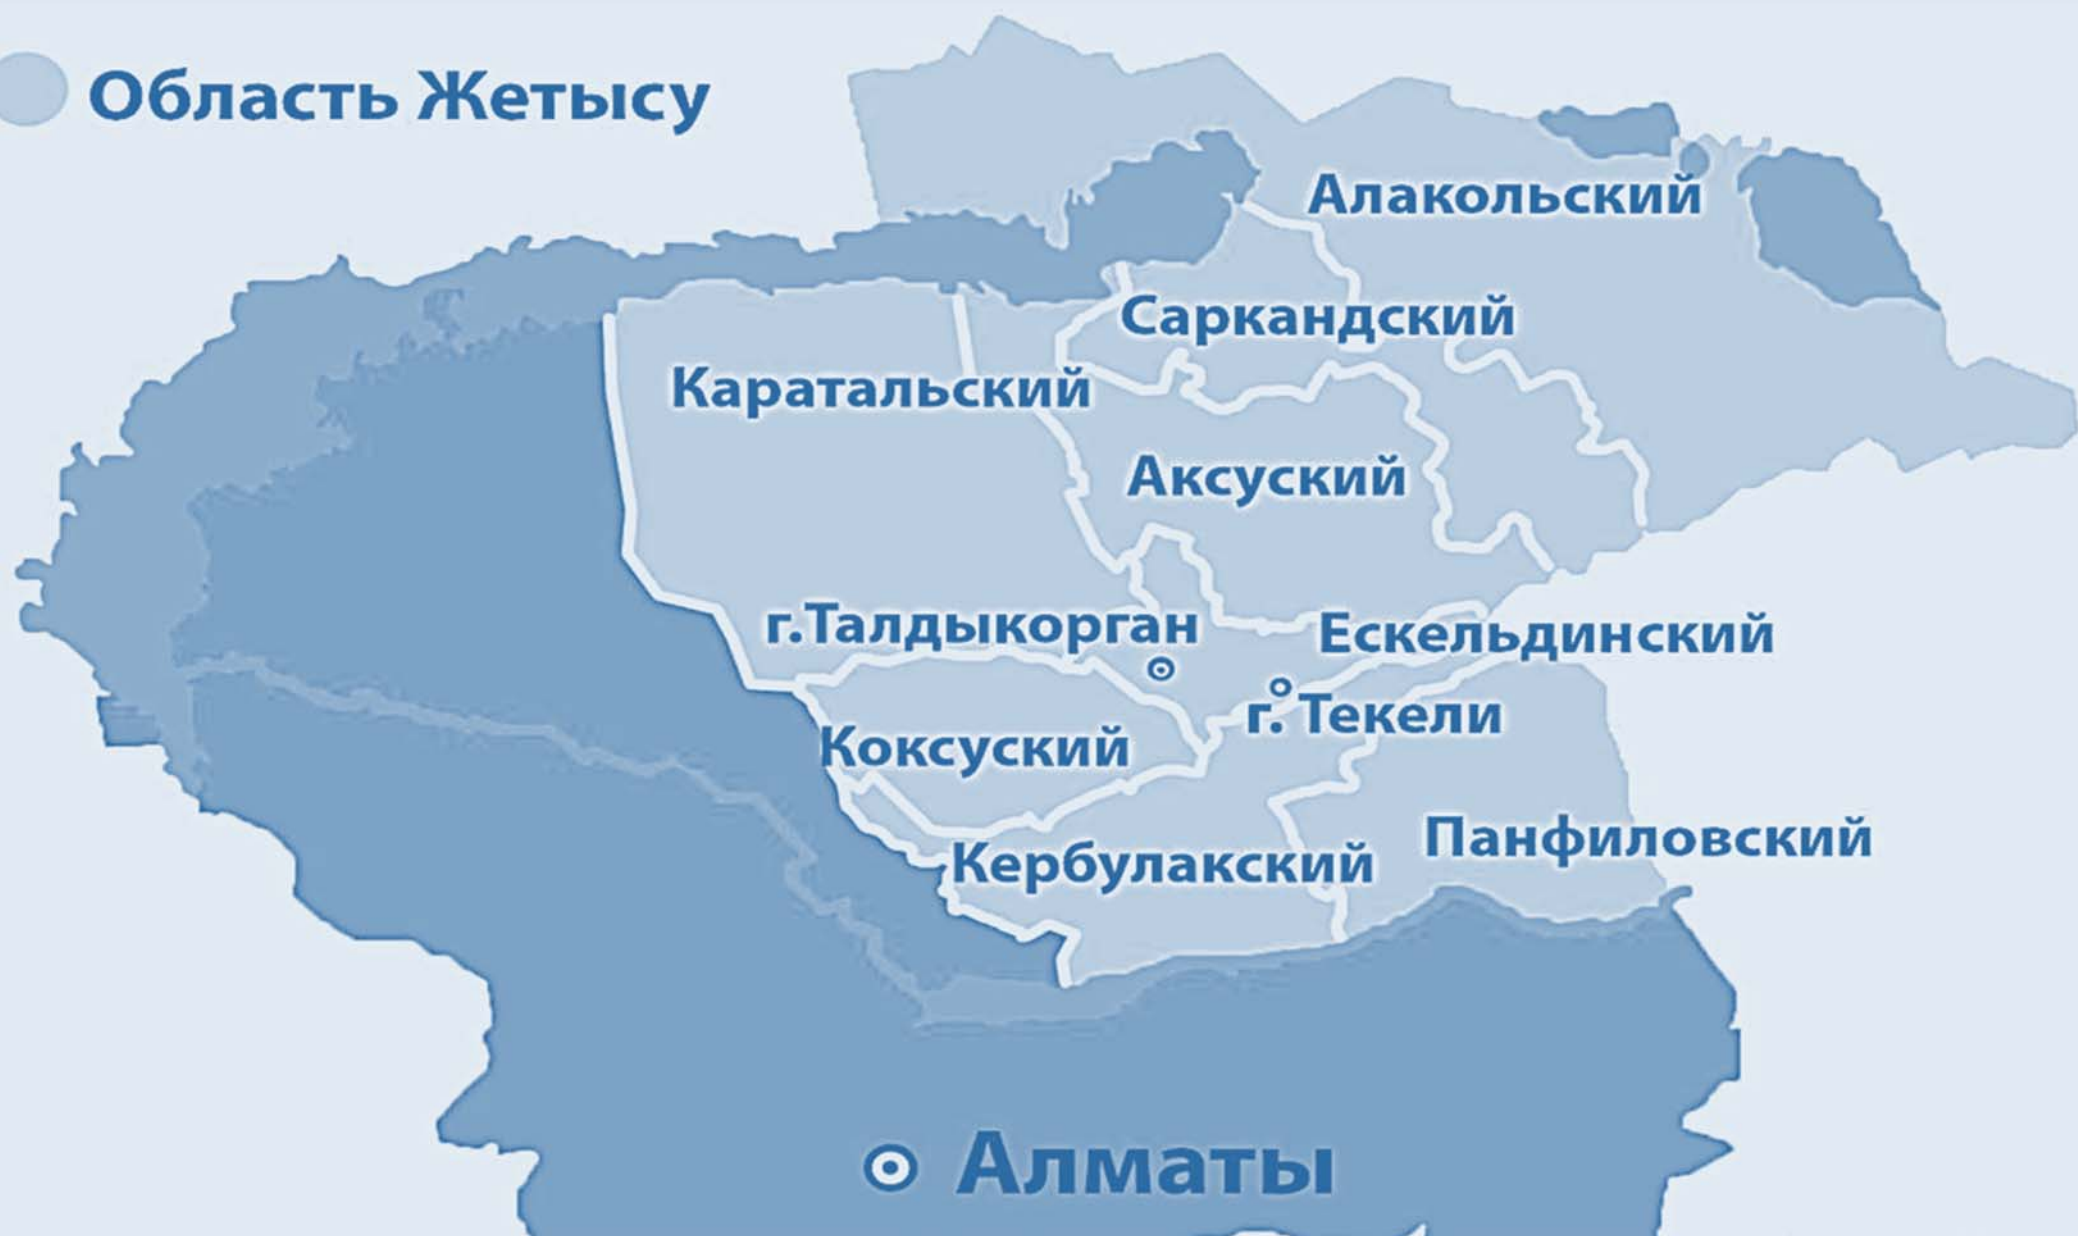 Область Жетысу
Алакольский
Саркандский
Каратальский
Аксуский
г.Талдыкорган
Ескельдинский
г. Текели
Коксуский
Панфиловский
Кербулакский
Алматы